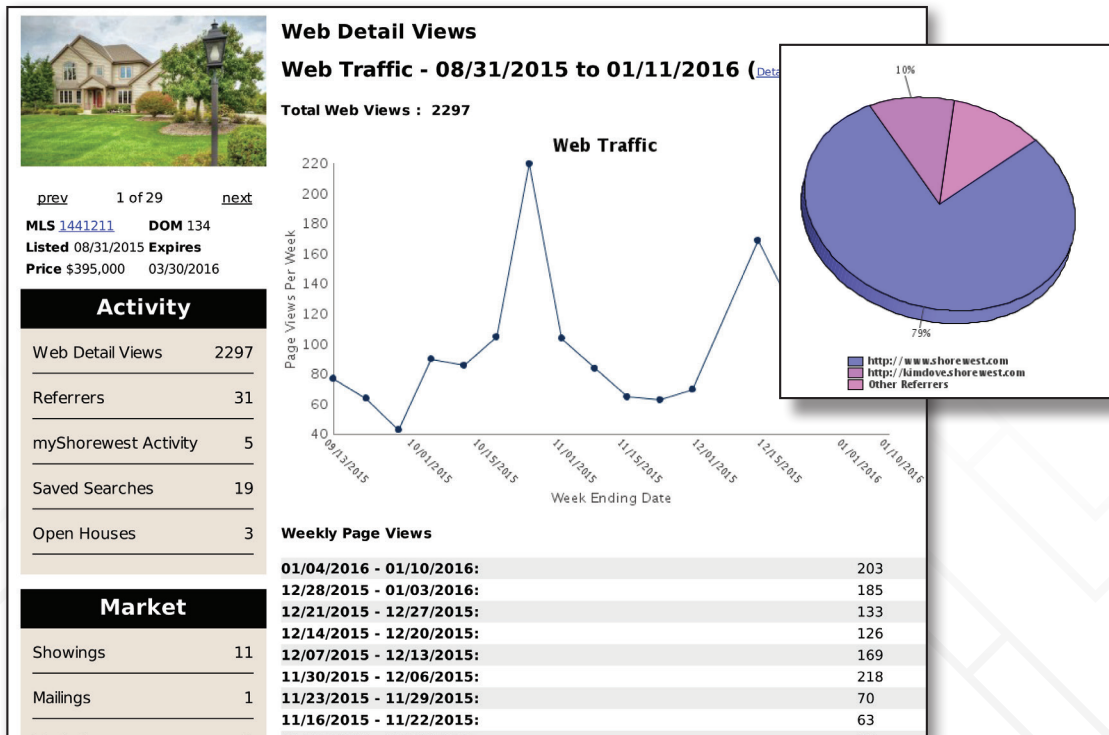 Web Detail Views
Web Traffic - 08/31/2015 to 01/11/2016 (
Total Web Views : 2297
prev 1 of 29 next
MLS 1441211 DOM 134
Listed 08/31/2015 Expires
Price $395,000 03/30/2016
Activity
Web Detail Views 2297
Referrers 31
myShorewest Activity 5
Saved Searches 19
Open Houses 3
Market
Showings 11
Mailings 1
Web Traffic
Page Views Per Week
220
200
180
160
140
120
100
80
60
40
09/13/2015
10/01/2015
10/15/2015
11/01/2015
11/15/2015
12/01/2015
12/15/2015
01/01/2016
01/10/2016
Week Ending Date
10%
79%
http://www.shorewest.com
http://kimdove.shorewest.com
Other Referrers
Weekly Page Views
01/04/2016 - 01/10/2016: 203
12/28/2015 - 01/03/2016: 185
12/21/2015 - 12/27/2015: 133
12/14/2015 - 12/20/2015: 126
12/07/2015 - 12/13/2015: 169
11/30/2015 - 12/06/2015: 218
11/23/2015 - 11/29/2015: 70
11/16/2015 - 11/22/2015: 63